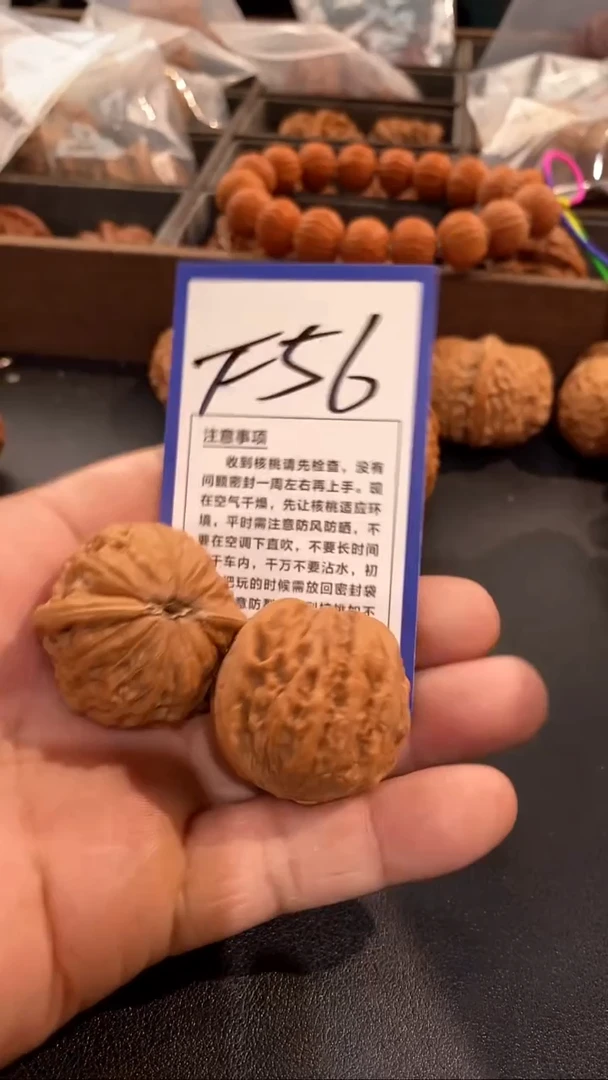 F56
注意事项
收到核桃请先检查，没有
问题密封一周左右再上手。现
在空气干燥，先让核桃适应环
境，平时需注意防风防晒，不
要在空调下直吹，不要长时间
于车内，千万不要沾水，初
把玩的时候需放回密封袋
意防